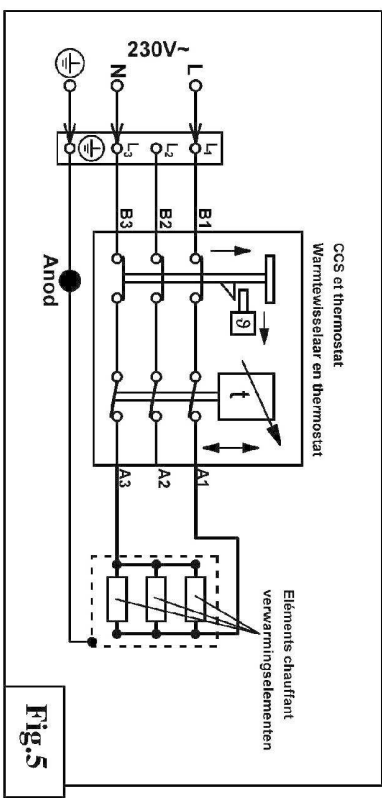 230V~
N
L
L₃
L₂
L₁
B3
B2
B1
Anod
CCS et thermostat
Warmtewisselaar en thermostat
ϑ
t
A3
A2
A1
Eléments chauffant
verwarmingselementen
Fig.5